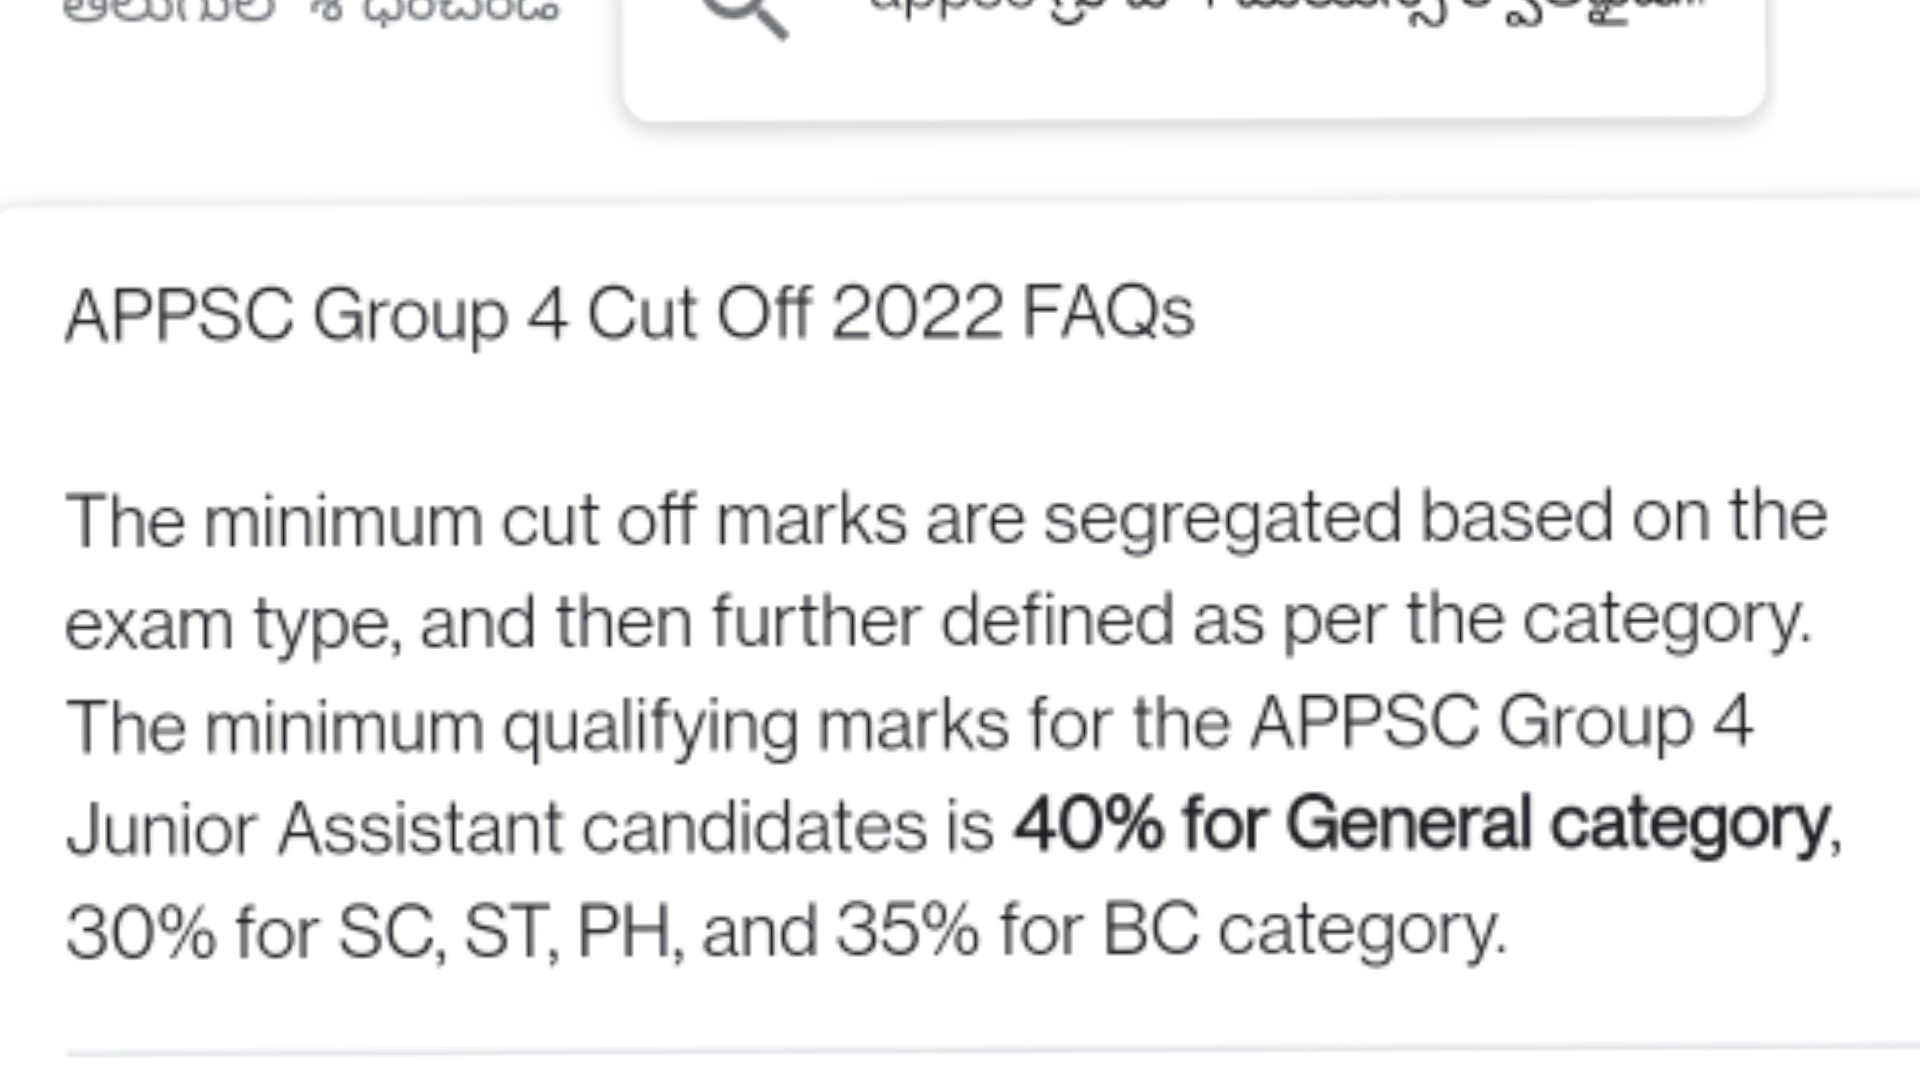 APPSC Group 4 Cut Off 2022 FAQs
The minimum cut off marks are segregated based on the
exam type, and then further defined as per the category.
The minimum qualifying marks for the APPSC Group 4
Junior Assistant candidates is 40% for General category,
30% for SC, ST, PH, and 35% for BC category.